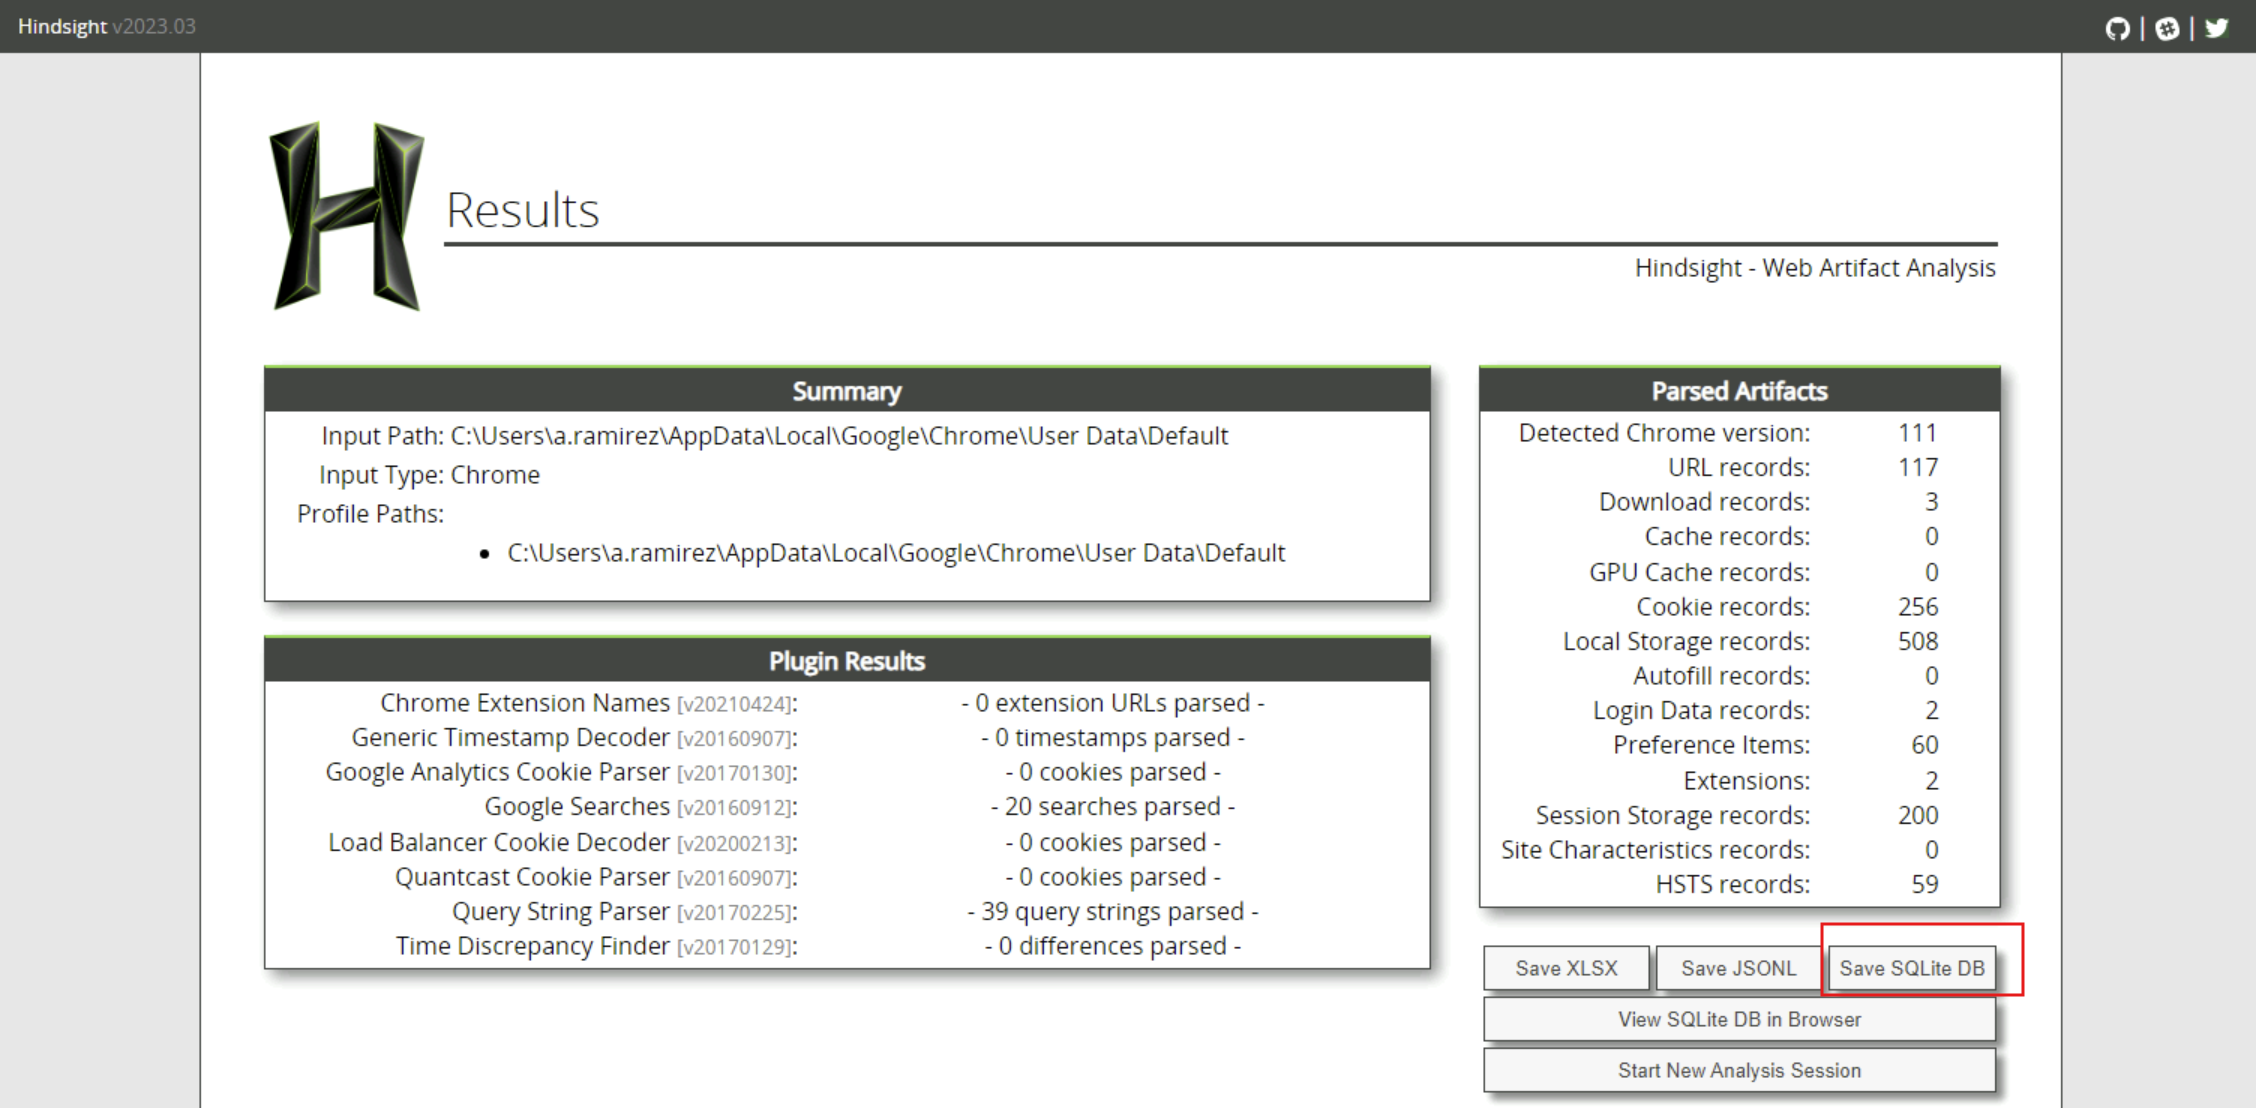 Hindsight v2023.03
Results
Hindsight - Web Artifact Analysis
Summary
Input Path: C:\Users\a.ramirez\AppData\Local\Google\Chrome\User Data\Default
Input Type: Chrome
Profile Paths:
• C:\Users\a.ramirez\AppData\Local\Google\Chrome\User Data\Default
Plugin Results
Chrome Extension Names [v20210424]: - 0 extension URLs parsed -
Generic Timestamp Decoder [v20160907]: - 0 timestamps parsed -
Google Analytics Cookie Parser [v20170130]: - 0 cookies parsed -
Google Searches [v20160912]: - 20 searches parsed -
Load Balancer Cookie Decoder [v20200213]: - 0 cookies parsed -
Quantcast Cookie Parser [v20160907]: - 0 cookies parsed -
Query String Parser [v20170225]: - 39 query strings parsed -
Time Discrepancy Finder [v20170129]: - 0 differences parsed -
Parsed Artifacts
Detected Chrome version: 111
URL records: 117
Download records: 3
Cache records: 0
GPU Cache records: 0
Cookie records: 256
Local Storage records: 508
Autofill records: 0
Login Data records: 2
Preference Items: 60
Extensions: 2
Session Storage records: 200
Site Characteristics records: 0
HSTS records: 59
Save XLSX Save JSONL Save SQLite DB
View SQLite DB in Browser
Start New Analysis Session